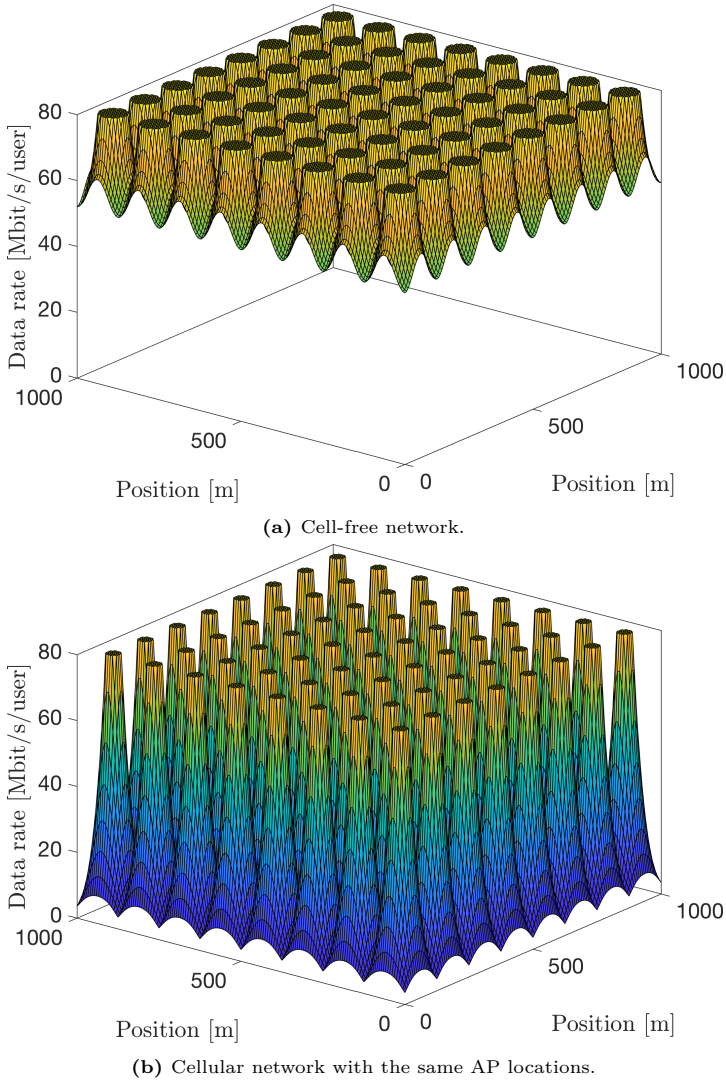 80
60
40
20
0
Data rate [Mbit/s/user]
1000
500
0
Position [m]
0
500
1000
Position [m]
(a) Cell-free network.
80
60
40
20
0
Data rate [Mbit/s/user]
1000
500
0
Position [m]
0
500
1000
Position [m]
(b) Cellular network with the same AP locations.